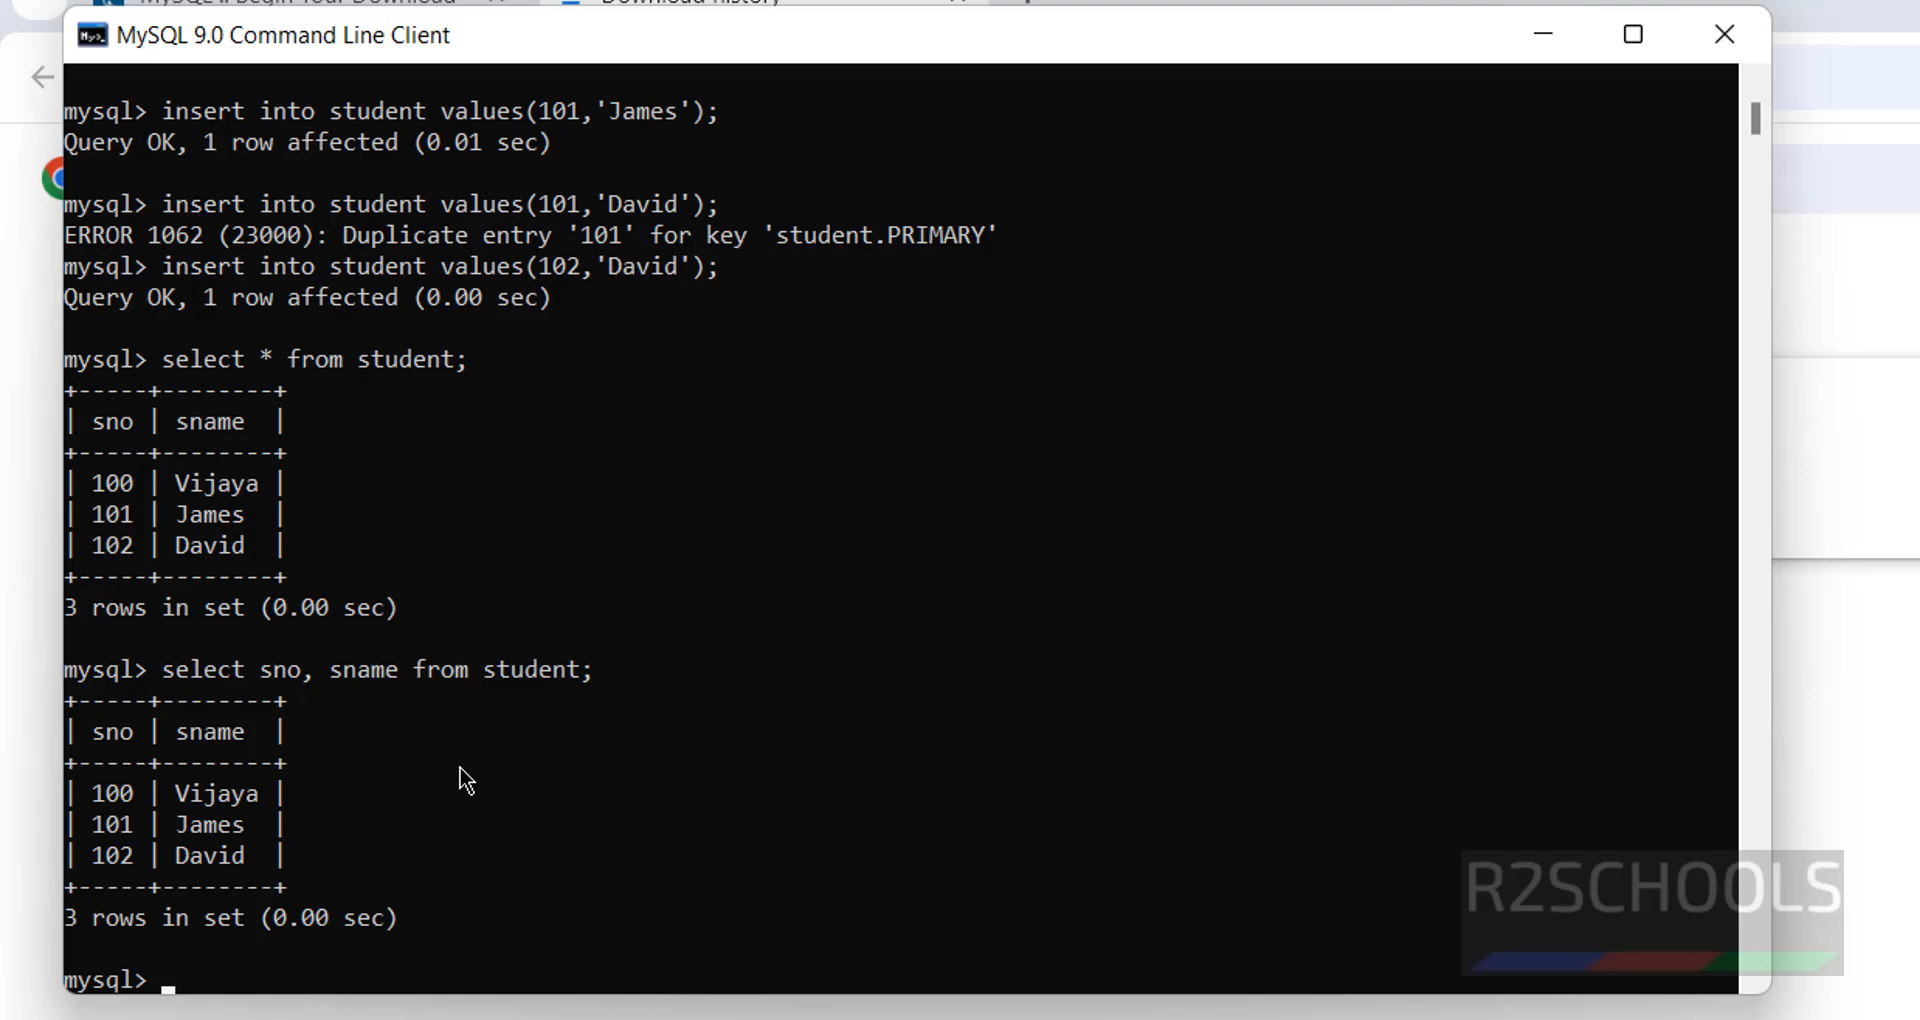 MySQL 9.0 Command Line Client
mysql> insert into student values(101,'James');
Query OK, 1 row affected (0.01 sec)
mysql> insert into student values(101,'David');
ERROR 1062 (23000): Duplicate entry '101' for key 'student.PRIMARY'
mysql> insert into student values(102,'David');
Query OK, 1 row affected (0.00 sec)
mysql> select * from student;
+-----+--------+
| sno | sname  |
+-----+--------+
| 100 | Vijaya |
| 101 | James  |
| 102 | David  |
+-----+--------+
3 rows in set (0.00 sec)
mysql> select sno, sname from student;
+-----+--------+
| sno | sname  |
+-----+--------+
| 100 | Vijaya |
| 101 | James  |
| 102 | David  |
+-----+--------+
3 rows in set (0.00 sec)
mysql>
R2SCHOOLS